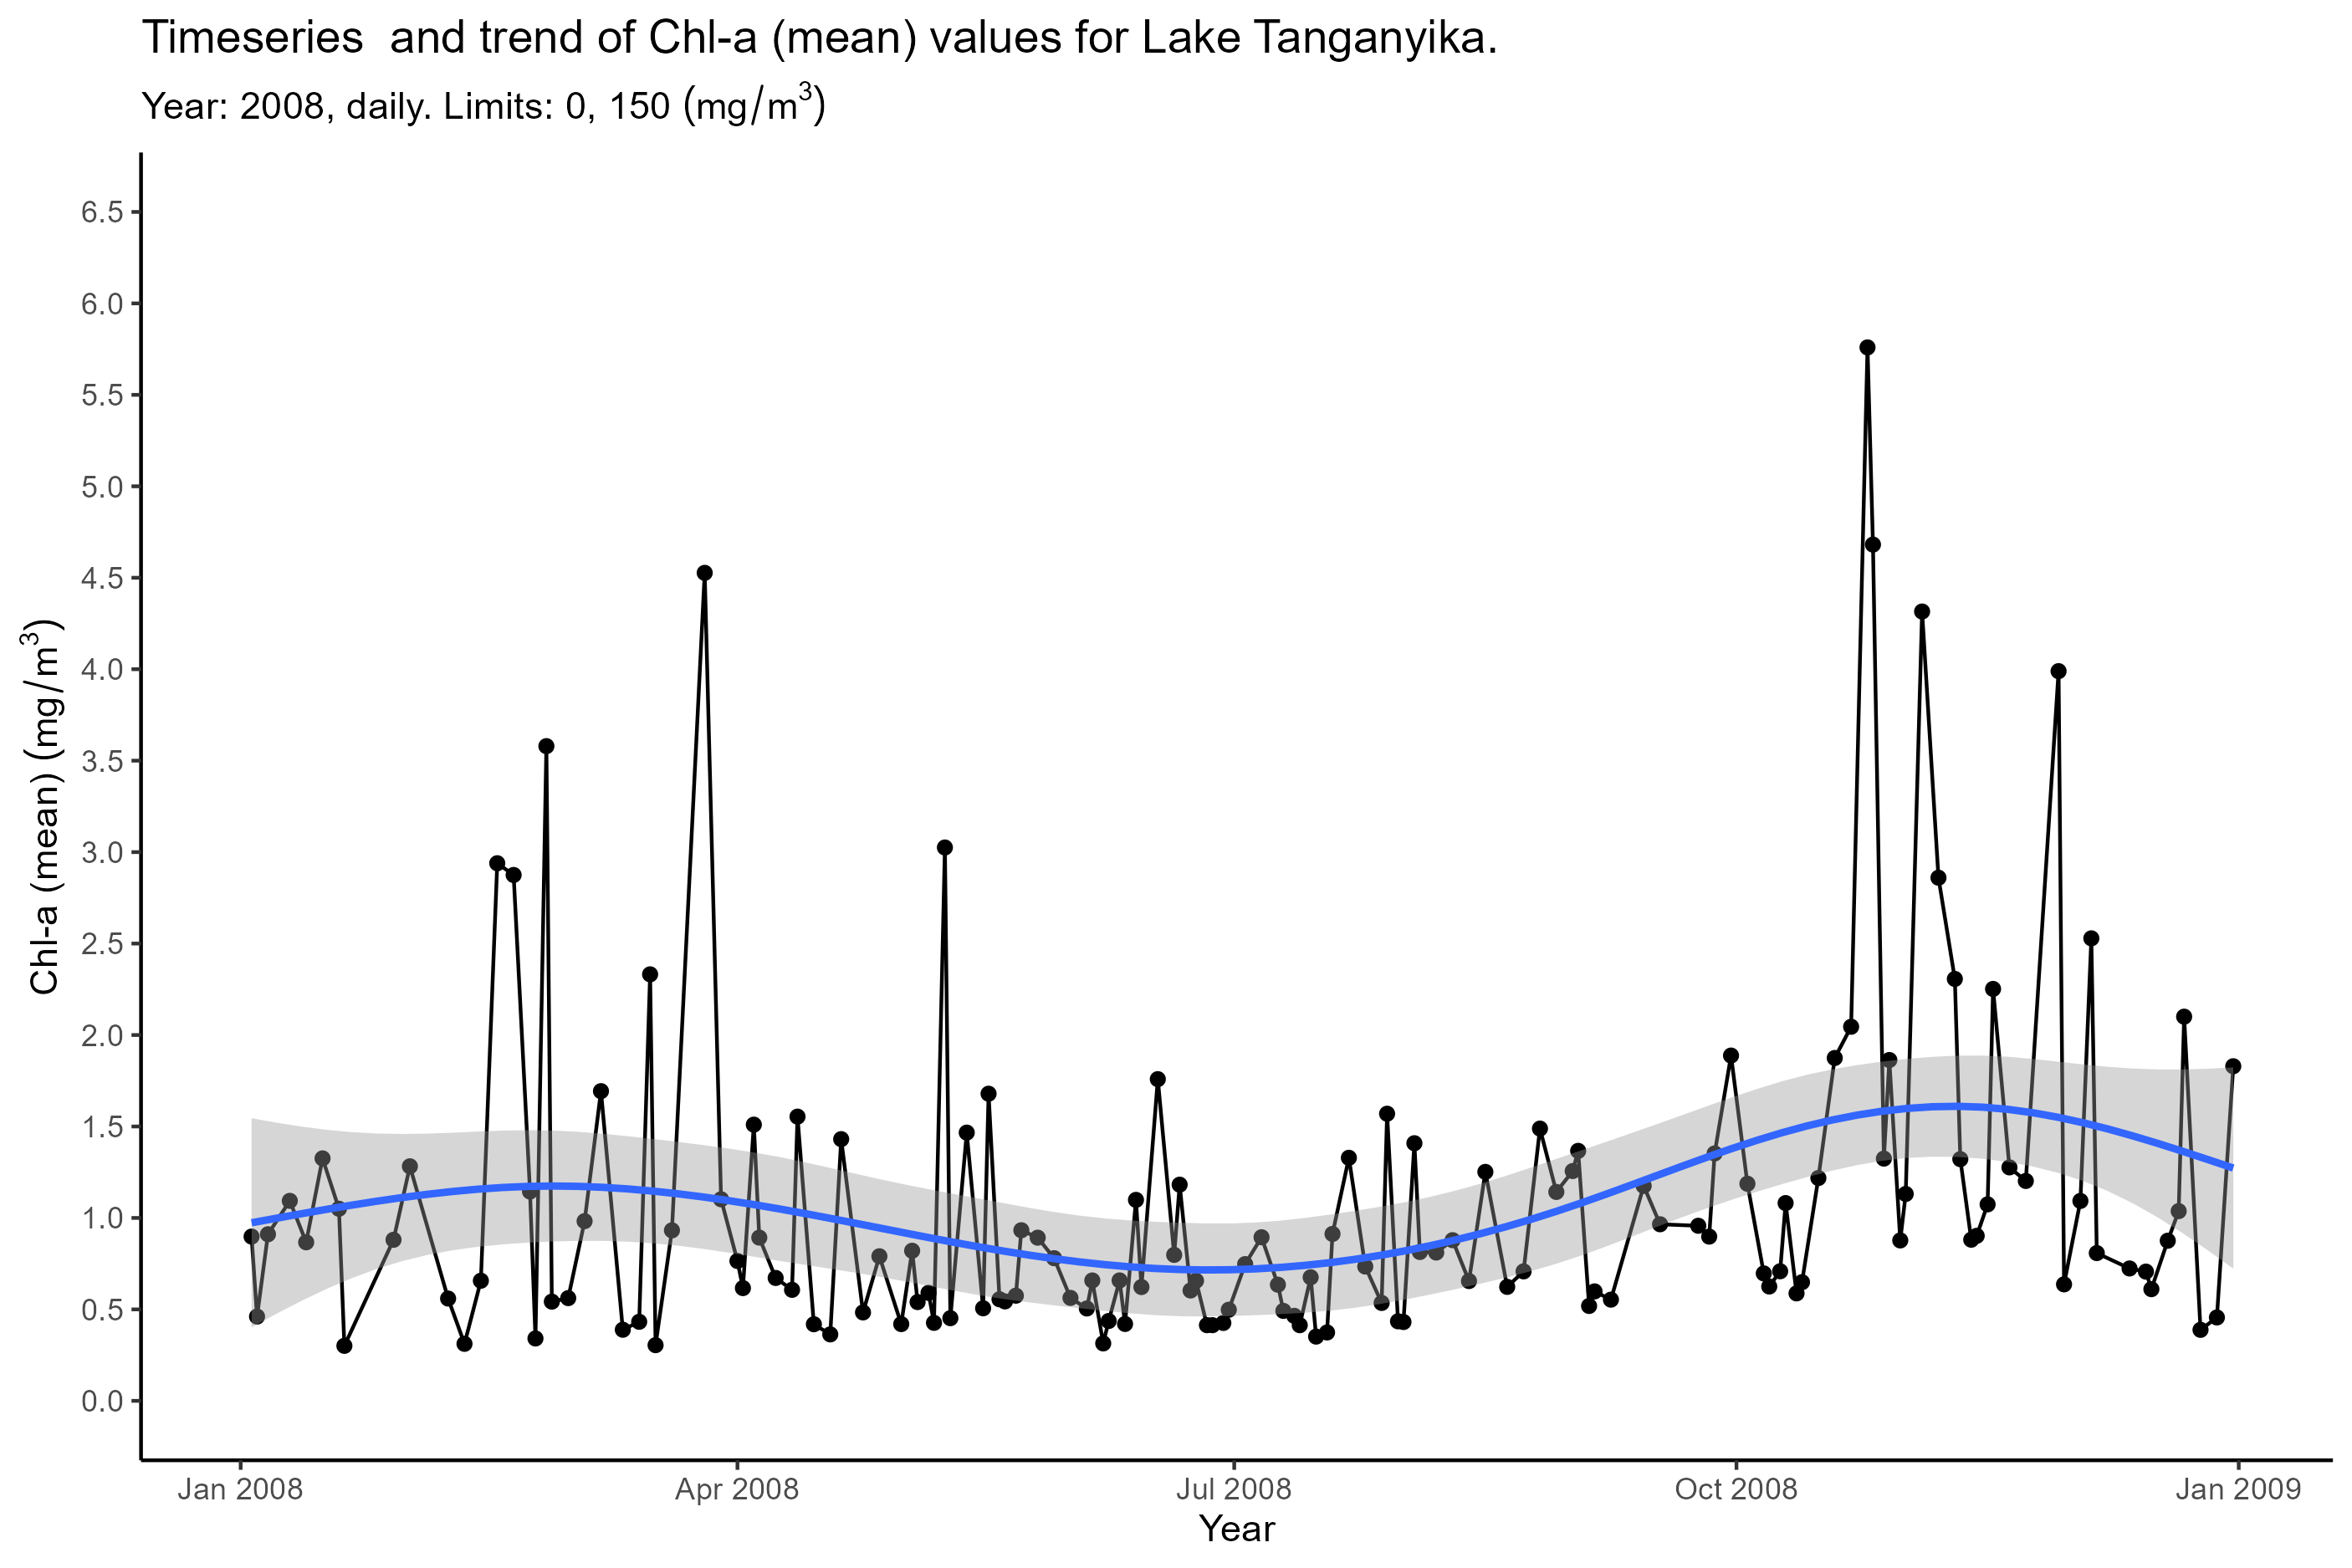 Timeseries  and trend of Chl-a (mean) values for Lake Tanganyika.
Year: 2008, daily. Limits: 0, 150 (mg/m³)
Chl-a (mean) (mg/m³)
6.5
6.0
5.5
5.0
4.5
4.0
3.5
3.0
2.5
2.0
1.5
1.0
0.5
0.0
Jan 2008 Apr 2008 Jul 2008 Oct 2008 Jan 2009
Year